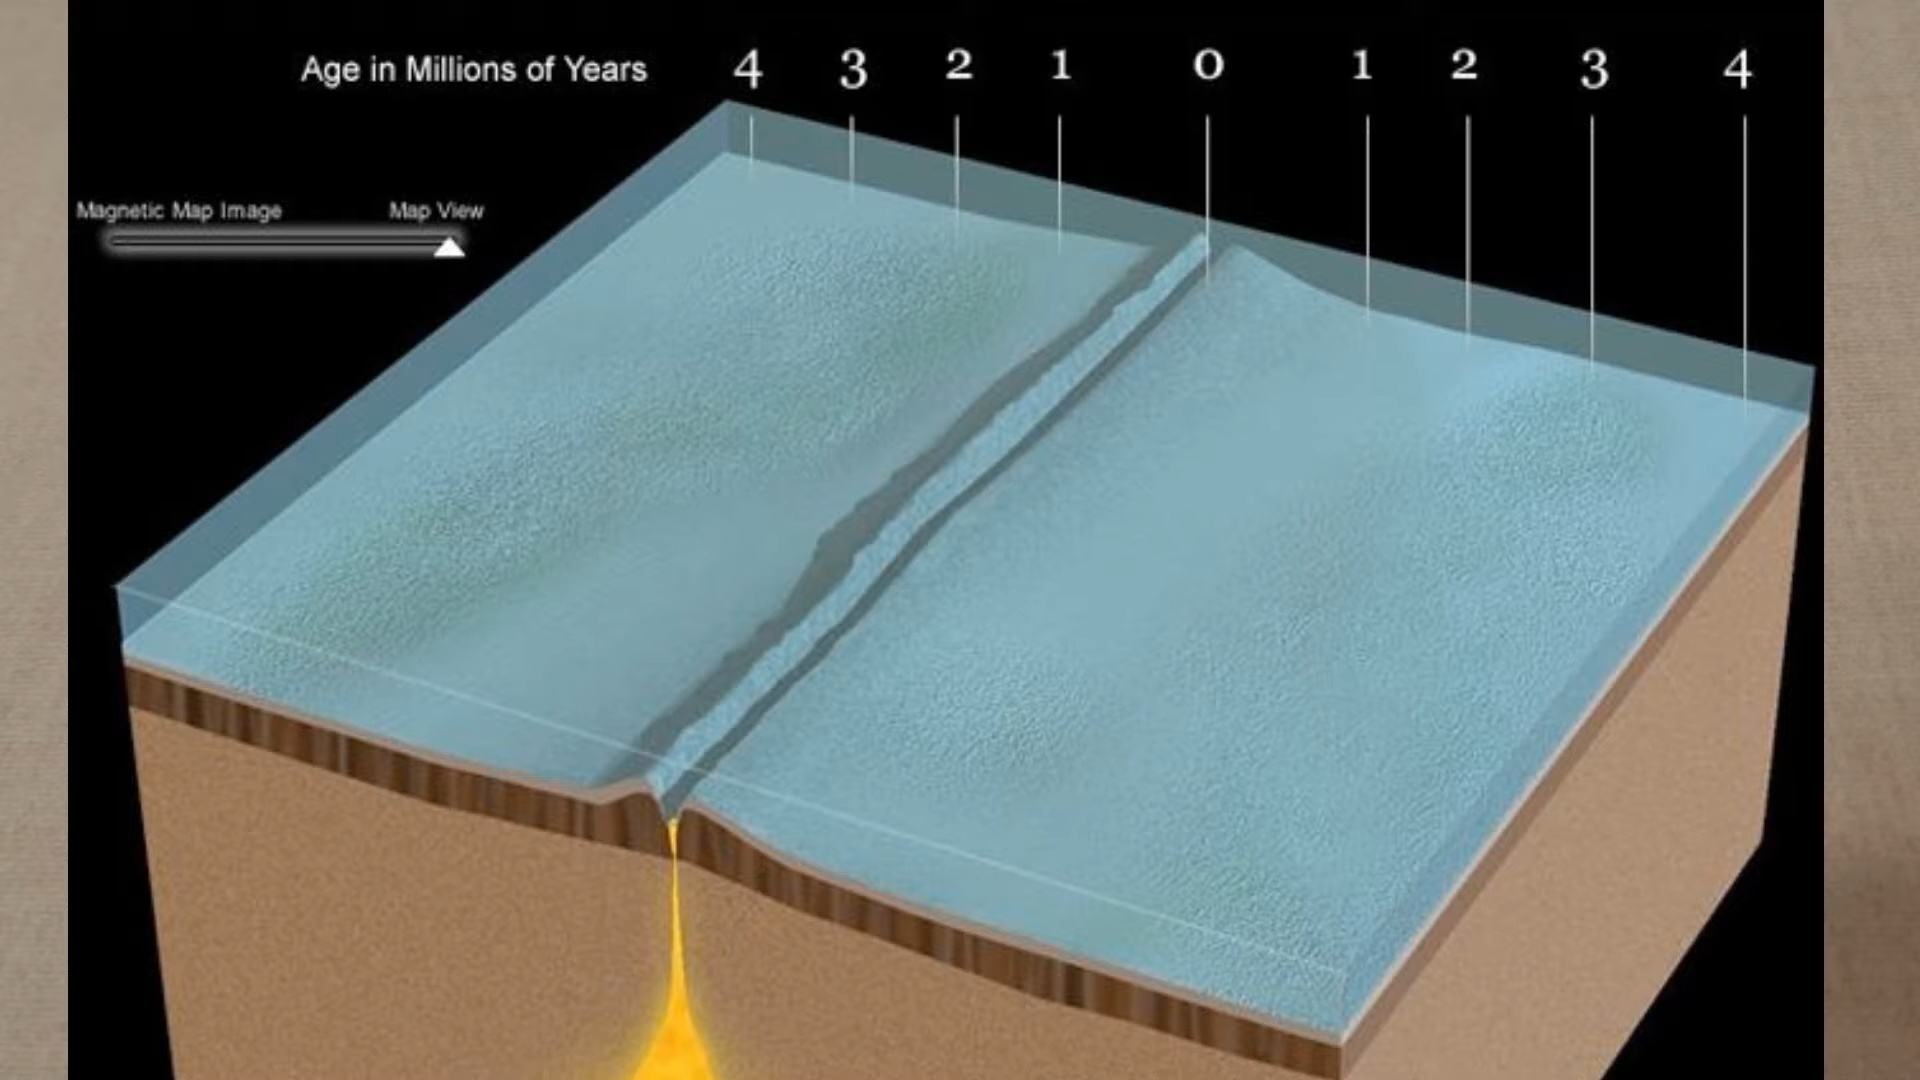 Age in Millions of Years 4 3 2 1 0 1 2 3 4
Magnetic Map Image Map View